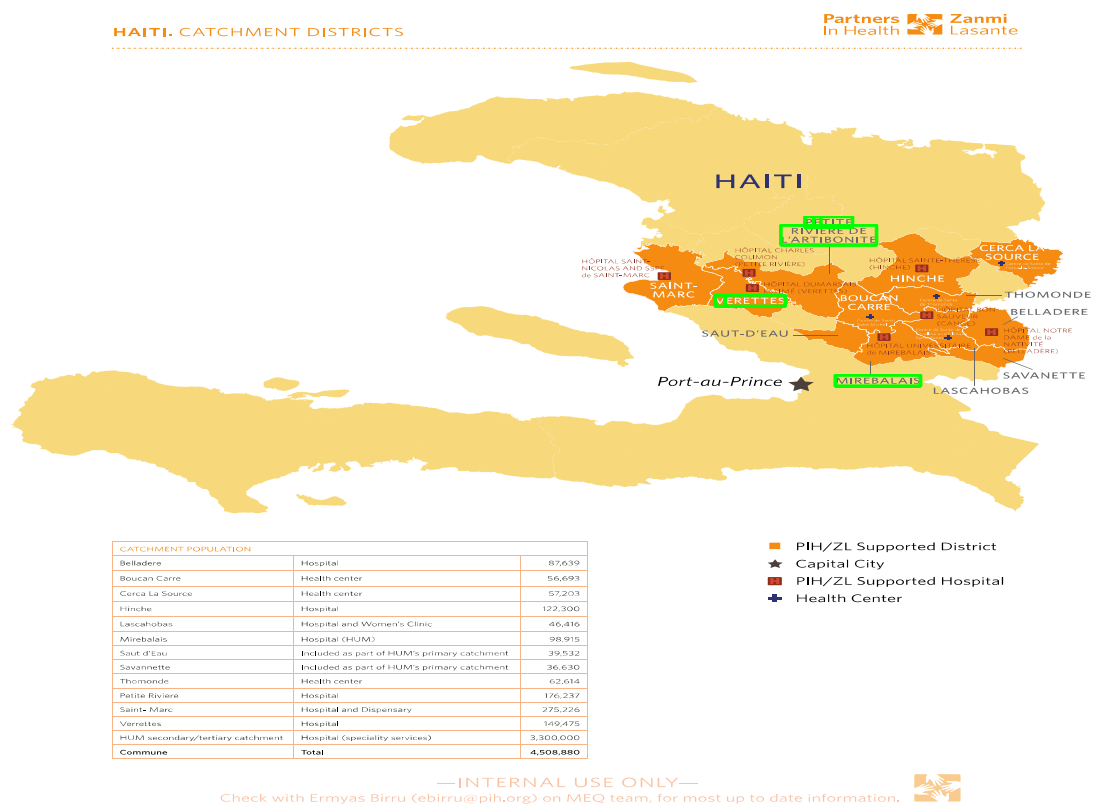 HAITI. CATCHMENT DISTRICTS
Partners
In Health
Zanmi
Lasante
HAITI
PETITE
RIVIERE DE
L'ARTIBONITE
HÔPITAL CHARLES
COLIMON
(PETITE RIVIÈRE)
HÔPITAL SAINT-
NICOLAS AND SSPE
de SAINT-MARC
SAINT-
MARC
HÔPITAL DUMARSAIS
(VERETTES)
VERETTES
HÔPITAL SAINTE-THÉRÈSE
(HINCHE)
HINCHE
CERCA LA
SOURCE
BOUCAN
CARRE
THOMONDE
BELLADERE
HÔPITAL BON
SAUVEUR
(CANGE)
HÔPITAL NOTRE
DAME de la
NATIVITÉ
(BELLADÈRE)
SAUT-D'EAU
HÔPITAL UNIVERSITAIRE
de MIREBALAIS
Port-au-Prince
MIREBALAIS
SAVANETTE
LASCAHOBAS
CATCHMENT POPULATION
Belladere Hospital 87,639
Boucan Carre Health center 56,693
Cerca La Source Health center 57,203
Hinche Hospital 122,300
Lascahobas Hospital and Women's Clinic 46,416
Mirebalais Hospital (HUM) 98,915
Saut d'Eau Included as part of HUM's primary catchment 39,532
Savannette Included as part of HUM's primary catchment 36,630
Thomonde Health center 62,614
Petite Riviere Hospital 176,237
Saint- Marc Hospital and Dispensary 275,226
Verrettes Hospital 149,475
HUM secondary/tertiary catchment Hospital (speciality services) 3,300,000
Commune Total 4,508,880
PIH/ZL Supported District
Capital City
H PIH/ZL Supported Hospital
Health Center
—INTERNAL USE ONLY—
Check with Ermyas Birru (ebirru@pih.org) on MEQ team, for most up to date information.